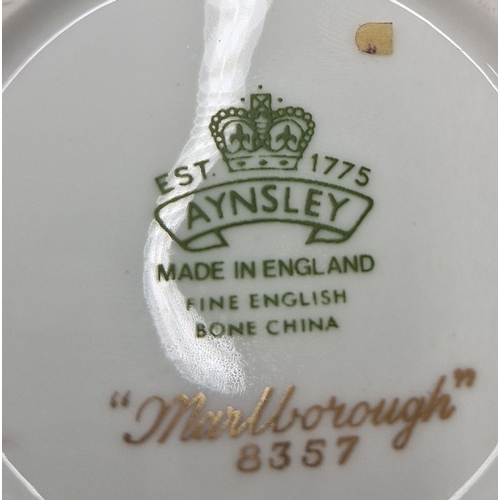 EST. 1775
AYNSLEY
MADE IN ENGLAND
FINE ENGLISH
BONE CHINA
"Marlborough"
8357